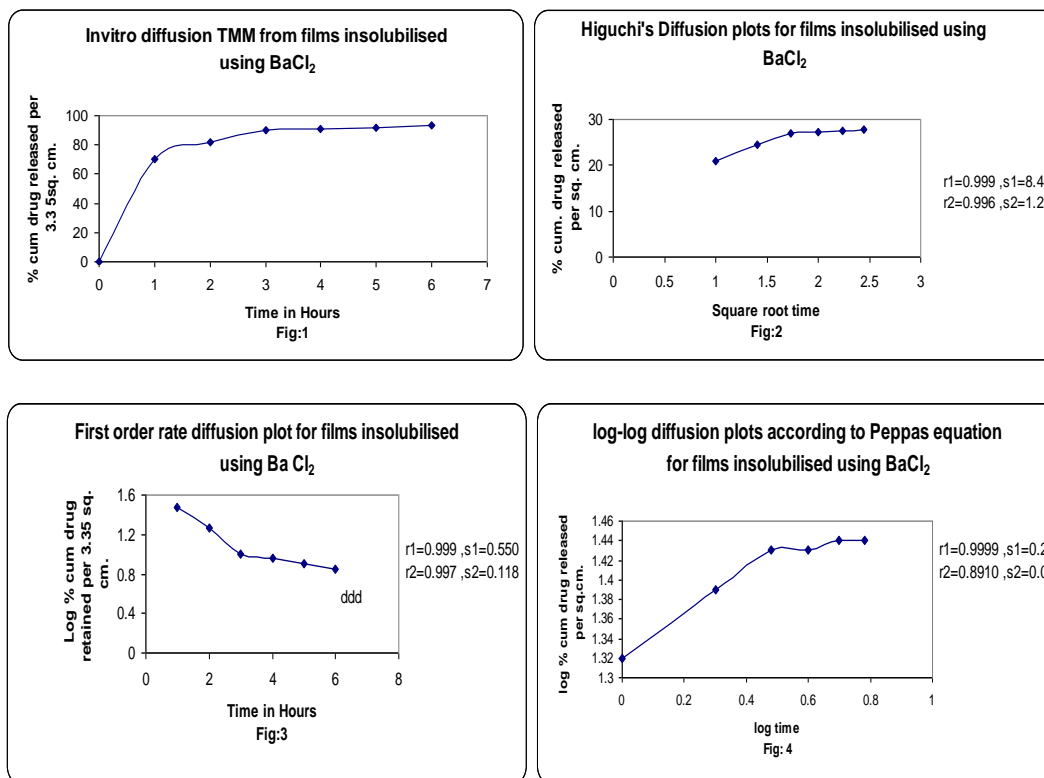 Invitro diffusion TMM from films insolubilised
using BaCl₂
% cum drug released per
3.3 5sq. cm.
100
80
60
40
20
0
0 1 2 3 4 5 6 7
Time in Hours
Fig:1
Higuchi's Diffusion plots for films insolubilised using
BaCl₂
% cum. drug released
per sq. cm.
30
20
10
0
0 0.5 1 1.5 2 2.5 3
Square root time
Fig:2
r1=0.999 ,s1=8.4
r2=0.996 ,s2=1.2
First order rate diffusion plot for films insolubilised
using Ba Cl₂
Log % cum drug
retained per 3.35 sq.
cm.
1.6
1.2
0.8
0.4
0
0 2 4 6 8
ddd
Time in Hours
Fig:3
r1=0.999 ,s1=0.550
r2=0.997 ,s2=0.118
log-log diffusion plots according to Peppas equation
for films insolubilised using BaCl₂
log % cum drug released
per sq.cm.
1.46
1.44
1.42
1.4
1.38
1.36
1.34
1.32
1.3
0 0.2 0.4 0.6 0.8 1
log time
Fig: 4
r1=0.9999 ,s1=0.2
r2=0.8910 ,s2=0.0